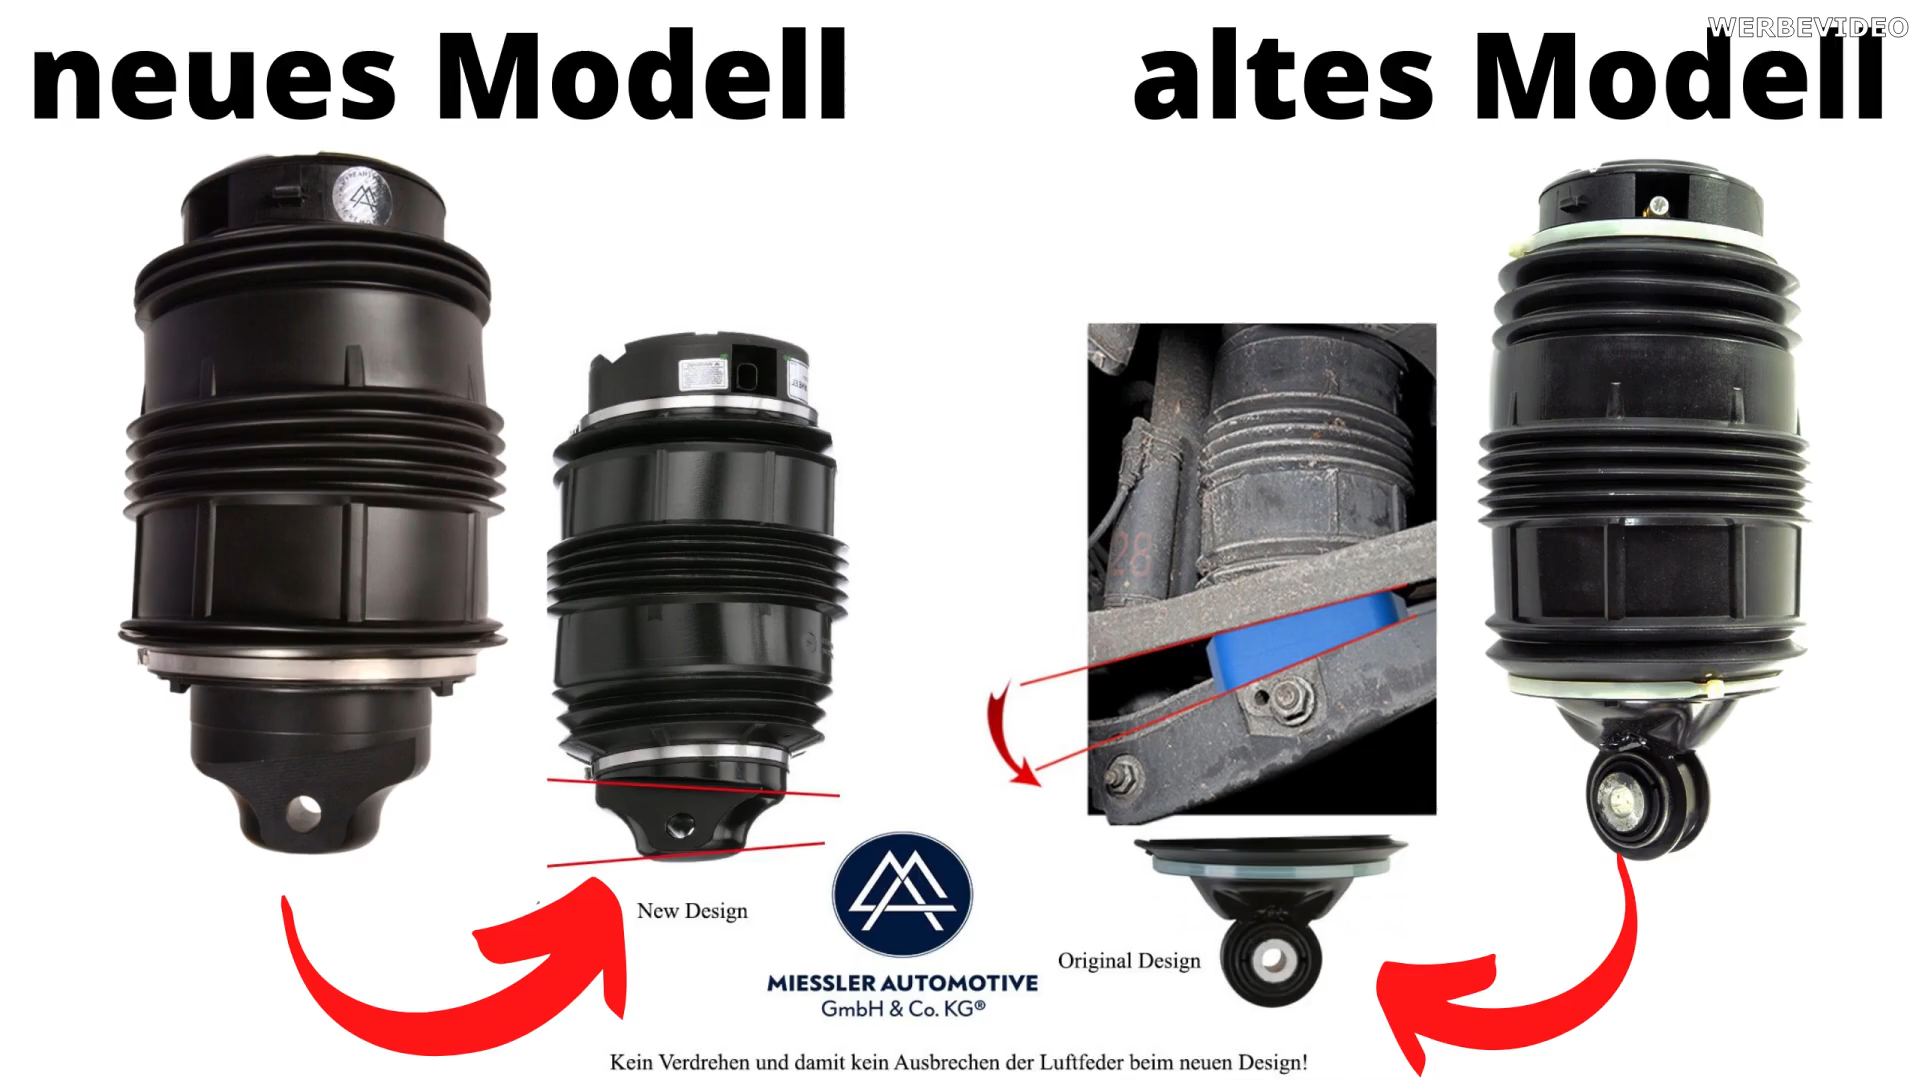 WERBEVIDEO
neues Modell
altes Modell
28
New Design
Original Design
MIESSLER AUTOMOTIVE
GmbH & Co. KG®
Kein Verdrehen und damit kein Ausbrechen der Luftfeder beim neuen Design!